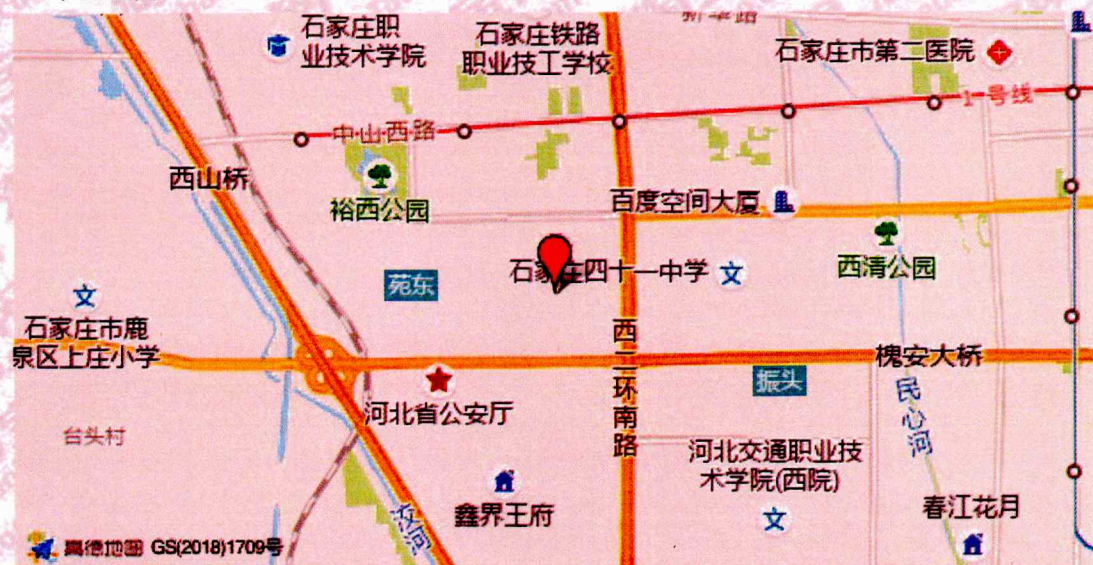 新华路
石家庄职
业技术学院
石家庄铁路
职业技工学校
石家庄市第二医院
1号线
中山西路
西山桥
裕西公园
百度空间大厦
西清公园
石家庄四十一中学
苑东
石家庄市鹿
泉区上庄小学
西二环南路
槐安大桥
振头
河北省公安厅
民心河
台头村
河北交通职业技
术学院(西院)
鑫界王府
春江花月
汊河
高德地图 GS(2018)1709号